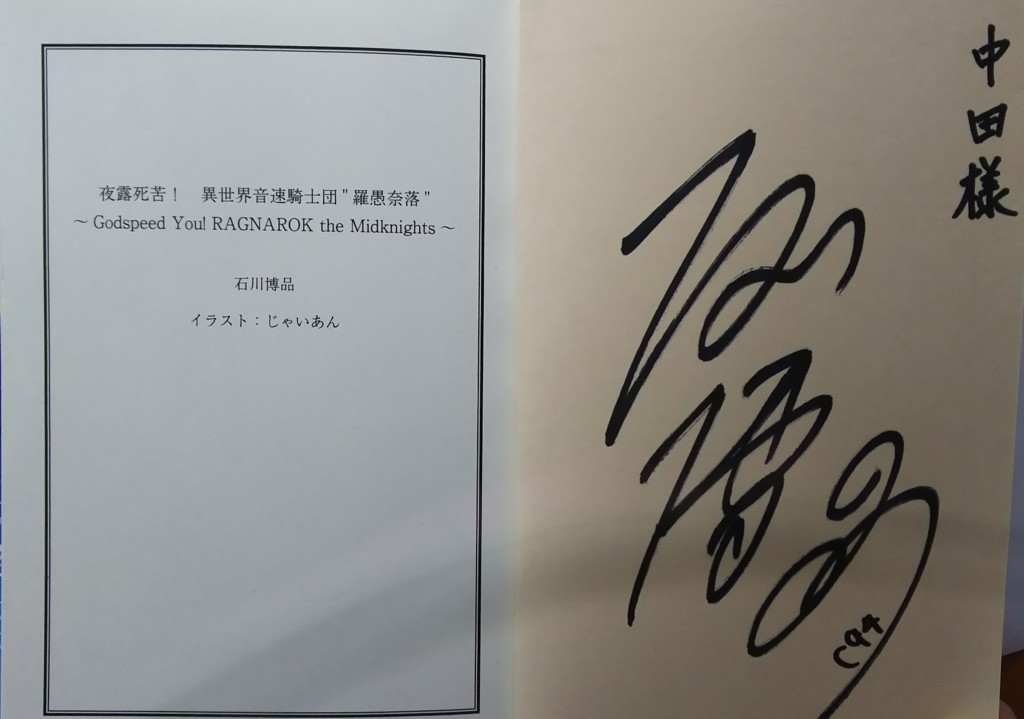 夜露死苦!　異世界音速騎士団"羅愚奈落"
～Godspeed You! RAGNAROK the Midknights～
石川博品
イラスト:じゃいあん
中田様